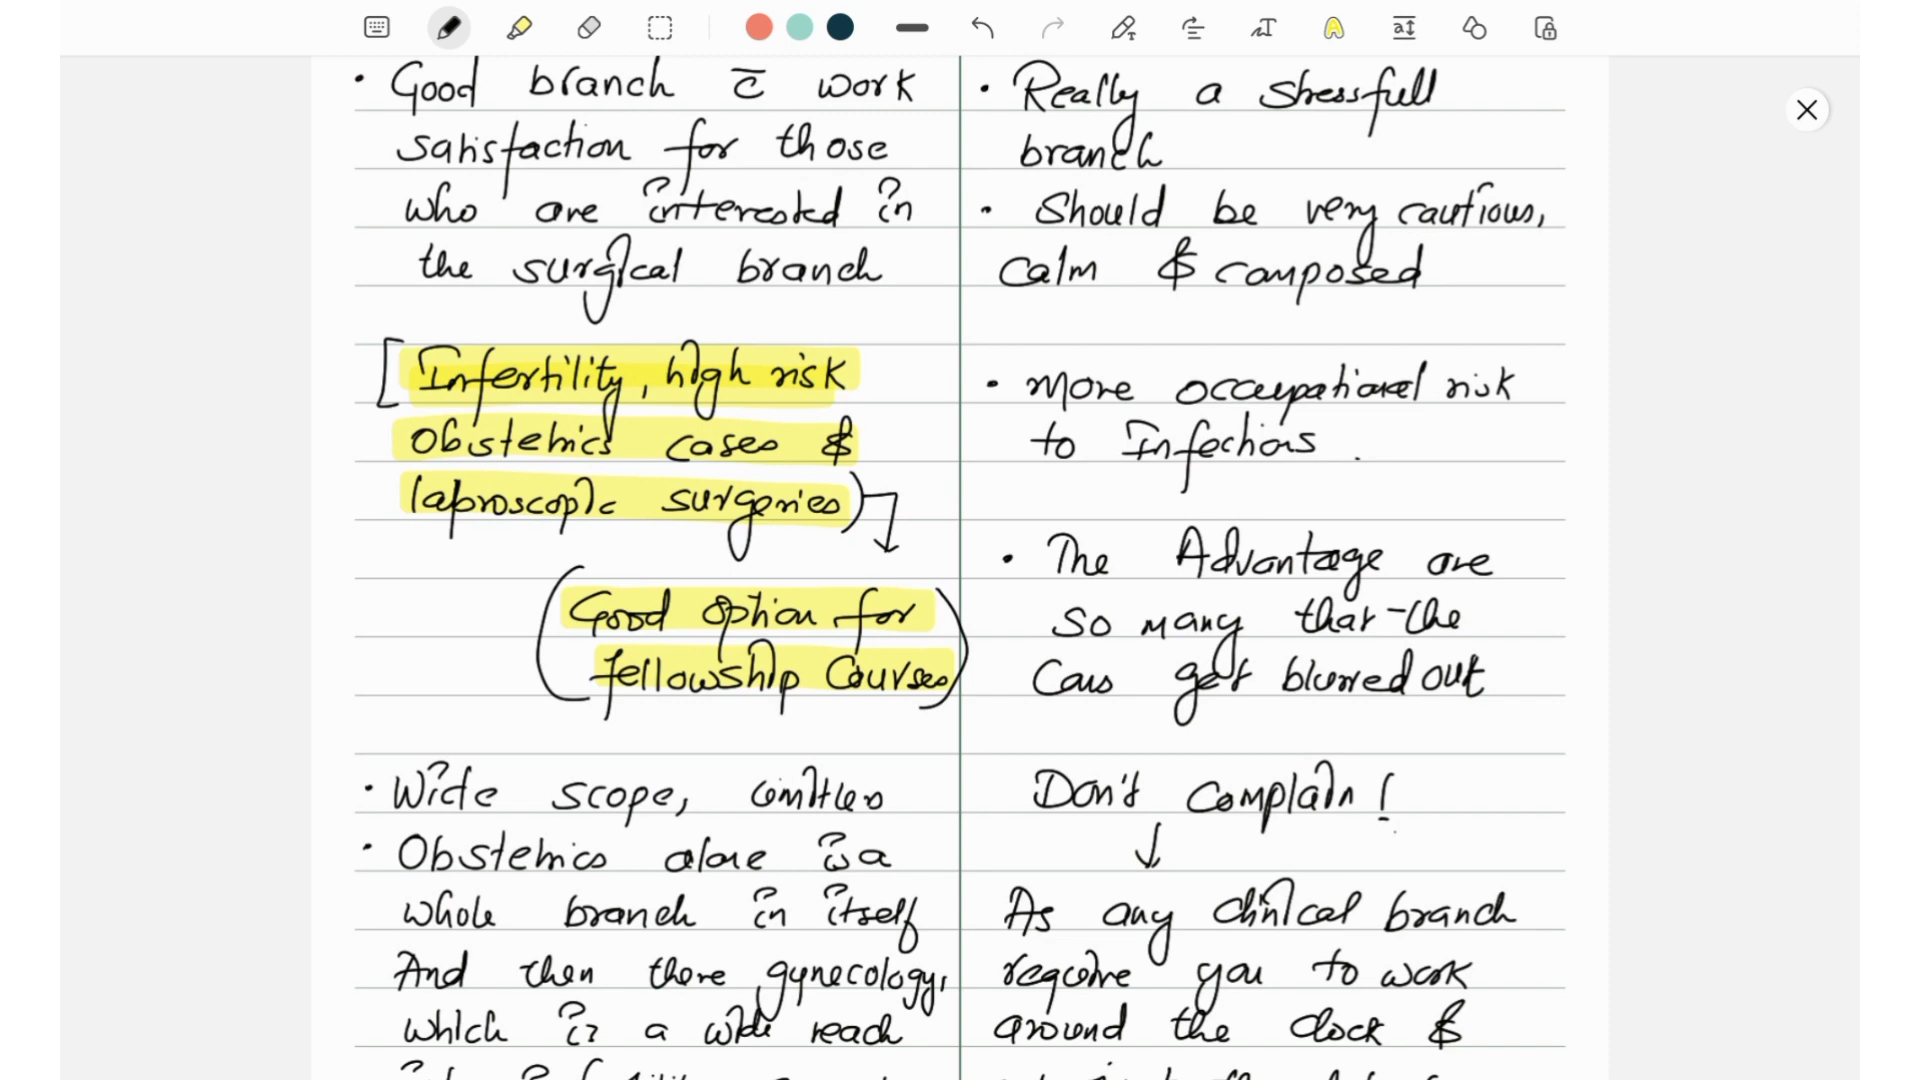 • Good branch c̄ work
satisfaction for those
who are interested in
the surgical branch
[Infertility, high risk
Obstetrics cases &
laproscopic surgeries)
(Good option for
fellowship Courses)
• Wide scope, limitless
• Obstetrics alone is a
whole branch in itself
And then there gynecology,
which is a wide reach
• Really a stressfull
branch
• Should be very cautious,
Calm & composed
• More occupational risk
to Infections.
• The Advantage are
so many that the
Cons get blurred out
Don't Complain!
As any clinical branch
require you to work
around the clock &